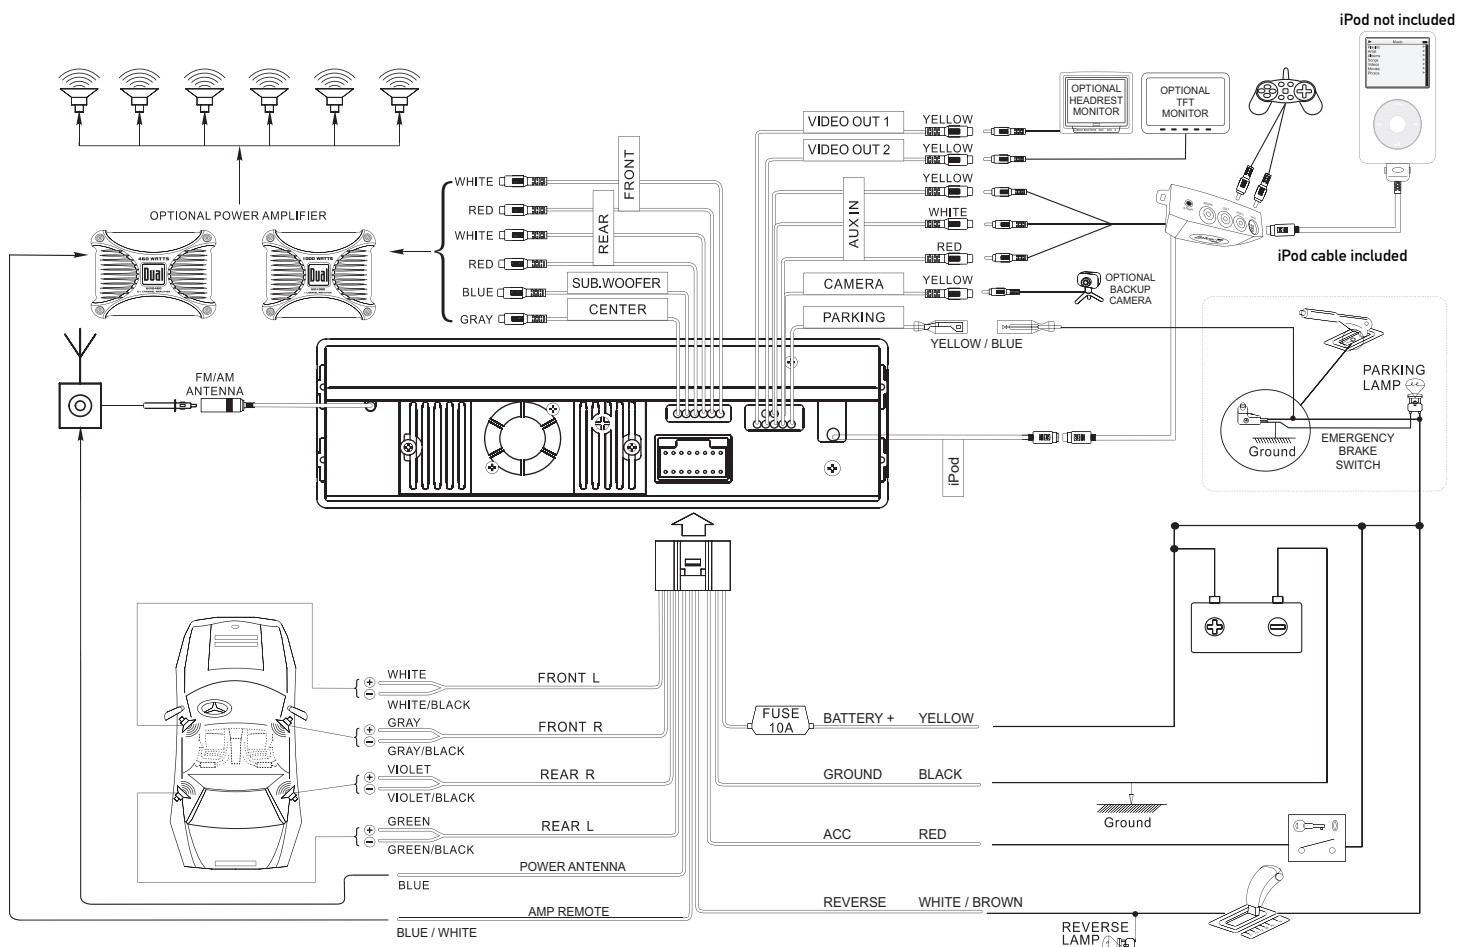 iPod not included
Music
OPTIONAL
HEADREST
MONITOR
OPTIONAL
TFT
MONITOR
VIDEO OUT 1
YELLOW
VIDEO OUT 2
YELLOW
YELLOW
AUX IN
WHITE
RED
CAMERA
YELLOW
PARKING
YELLOW / BLUE
OPTIONAL
BACKUP
CAMERA
iPod cable included
WHITE
RED
WHITE
RED
BLUE
GRAY
FRONT
REAR
SUB.WOOFER
CENTER
OPTIONAL POWER AMPLIFIER
Dual
Dual
FM/AM
ANTENNA
iPod
PARKING
LAMP
Ground
EMERGENCY
BRAKE
SWITCH
WHITE
FRONT L
WHITE/BLACK
GRAY
FRONT R
GRAY/BLACK
VIOLET
REAR R
VIOLET/BLACK
GREEN
REAR L
GREEN/BLACK
POWER ANTENNA
BLUE
AMP REMOTE
BLUE / WHITE
FUSE
10A
BATTERY + YELLOW
GROUND BLACK
Ground
ACC RED
REVERSE WHITE / BROWN
REVERSE
LAMP